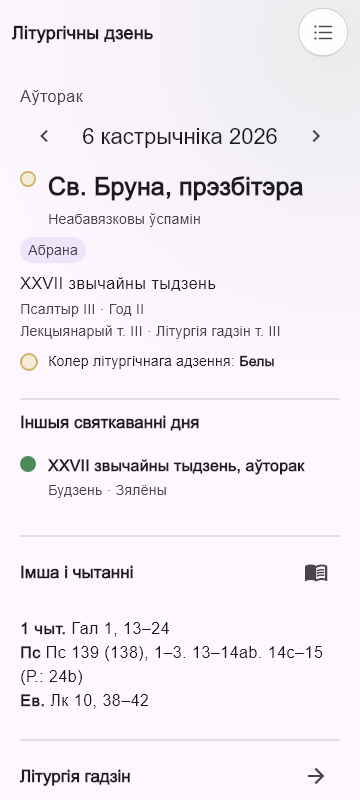 Літургічны дзень
Аўторак
6 кастрычніка 2026
Св. Бруна, прэзбітэра
Неабавязковы ўспамін
Абрана
XXVII звычайны тыдзень
Псалтыр III · Год II
Лекцыянарый т. III · Літургія гадзін т. III
Колер літургічнага адзення: Белы
Іншыя святкаванні дня
XXVII звычайны тыдзень, аўторак
Будзень · Зялёны
Імша і чытанні
1 чыт. Гал 1, 13–24
Пс Пс 139 (138), 1–3. 13–14ab. 14c–15
(Р.: 24b)
Ев. Лк 10, 38–42
Літургія гадзін